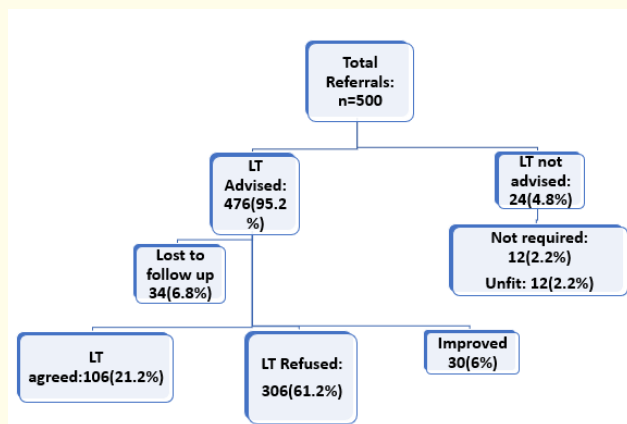 Total
Referrals:
n=500
LT
Advised:
476(95.2
%)
LT not
advised:
24(4.8%)
Not required:
12(2.2%)
Unfit: 12(2.2%)
Lost to
follow up
34(6.8%)
LT
agreed:106(21.2%)
LT Refused:
306(61.2%)
Improved
30(6%)